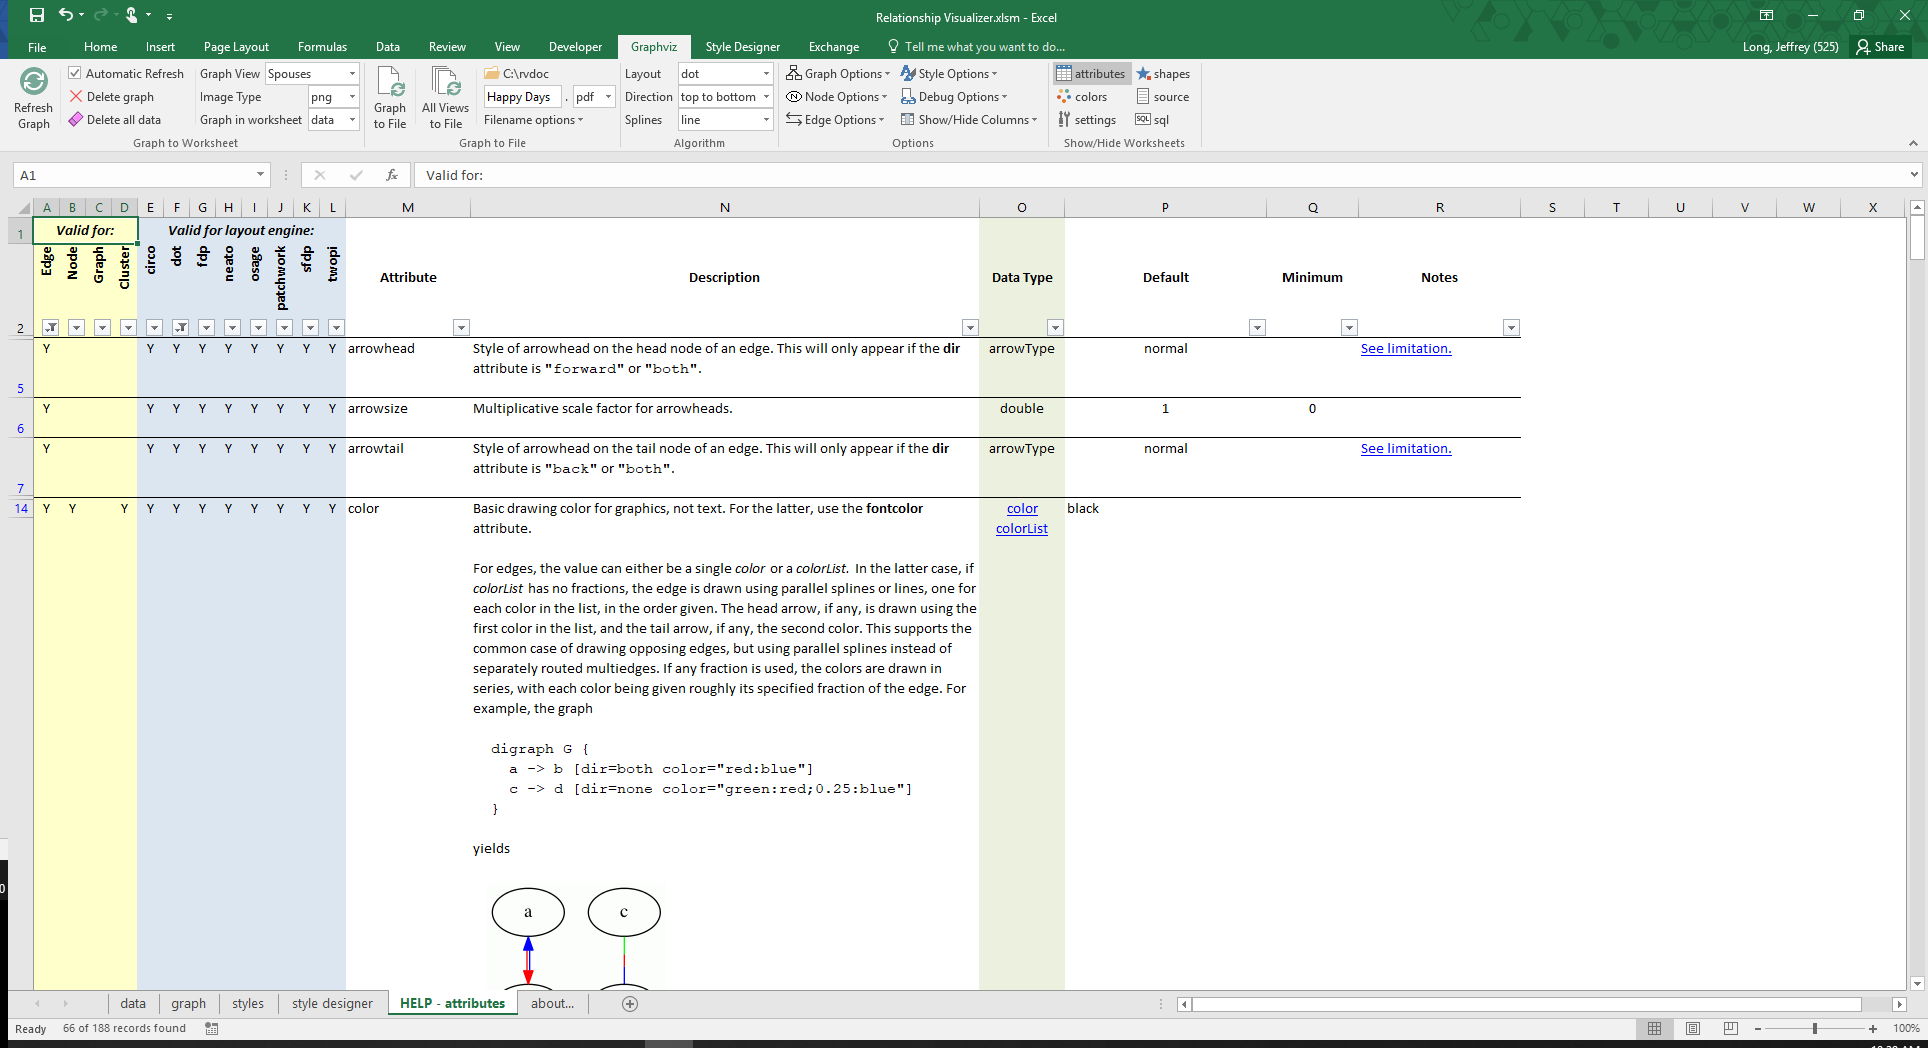 Relationship Visualizer.xlsm - Excel
File Home Insert Page Layout Formulas Data Review View Developer Graphviz Style Designer Exchange Tell me what you want to do... Long, Jeffrey (525) Share
Refresh Graph
Automatic Refresh
Delete graph
Delete all data
Graph View Spouses
Image Type png
Graph in worksheet data
Graph to Worksheet
Graph to File
All Views to File
C:\rvdoc
Happy Days . pdf
Filename options
Graph to File
Layout dot
Direction top to bottom
Splines line
Algorithm
Graph Options Style Options
Node Options Debug Options
Edge Options Show/Hide Columns
Options
attributes shapes
colors source
settings SQL sql
Show/Hide Worksheets
A1 fx Valid for:
A B C D E F G H I J K L M N O P Q R S T U V W X
1 Valid for: Valid for layout engine:
2 Edge Node Graph Cluster circo dot fdp neato osage patchwork sfdp twopi Attribute Description Data Type Default Minimum Notes
5 Y Y Y Y Y Y Y Y Y arrowhead Style of arrowhead on the head node of an edge. This will only appear if the dir arrowType normal See limitation.
attribute is "forward" or "both".
6 Y Y Y Y Y Y Y Y Y arrowsize Multiplicative scale factor for arrowheads. double 1 0
7 Y Y Y Y Y Y Y Y Y arrowtail Style of arrowhead on the tail node of an edge. This will only appear if the dir arrowType normal See limitation.
attribute is "back" or "both".
14 Y Y Y Y Y Y Y Y Y Y Y color Basic drawing color for graphics, not text. For the latter, use the fontcolor color black
attribute. colorList
For edges, the value can either be a single color or a colorList. In the latter case, if
colorList has no fractions, the edge is drawn using parallel splines or lines, one for
each color in the list, in the order given. The head arrow, if any, is drawn using the
first color in the list, and the tail arrow, if any, the second color. This supports the
common case of drawing opposing edges, but using parallel splines instead of
separately routed multiedges. If any fraction is used, the colors are drawn in
series, with each color being given roughly its specified fraction of the edge. For
example, the graph
digraph G {
a -> b [dir=both color="red:blue"]
c -> d [dir=none color="green:red;0.25:blue"]
}
yields
a c
data graph styles style designer HELP - attributes about...
Ready 66 of 188 records found 100%